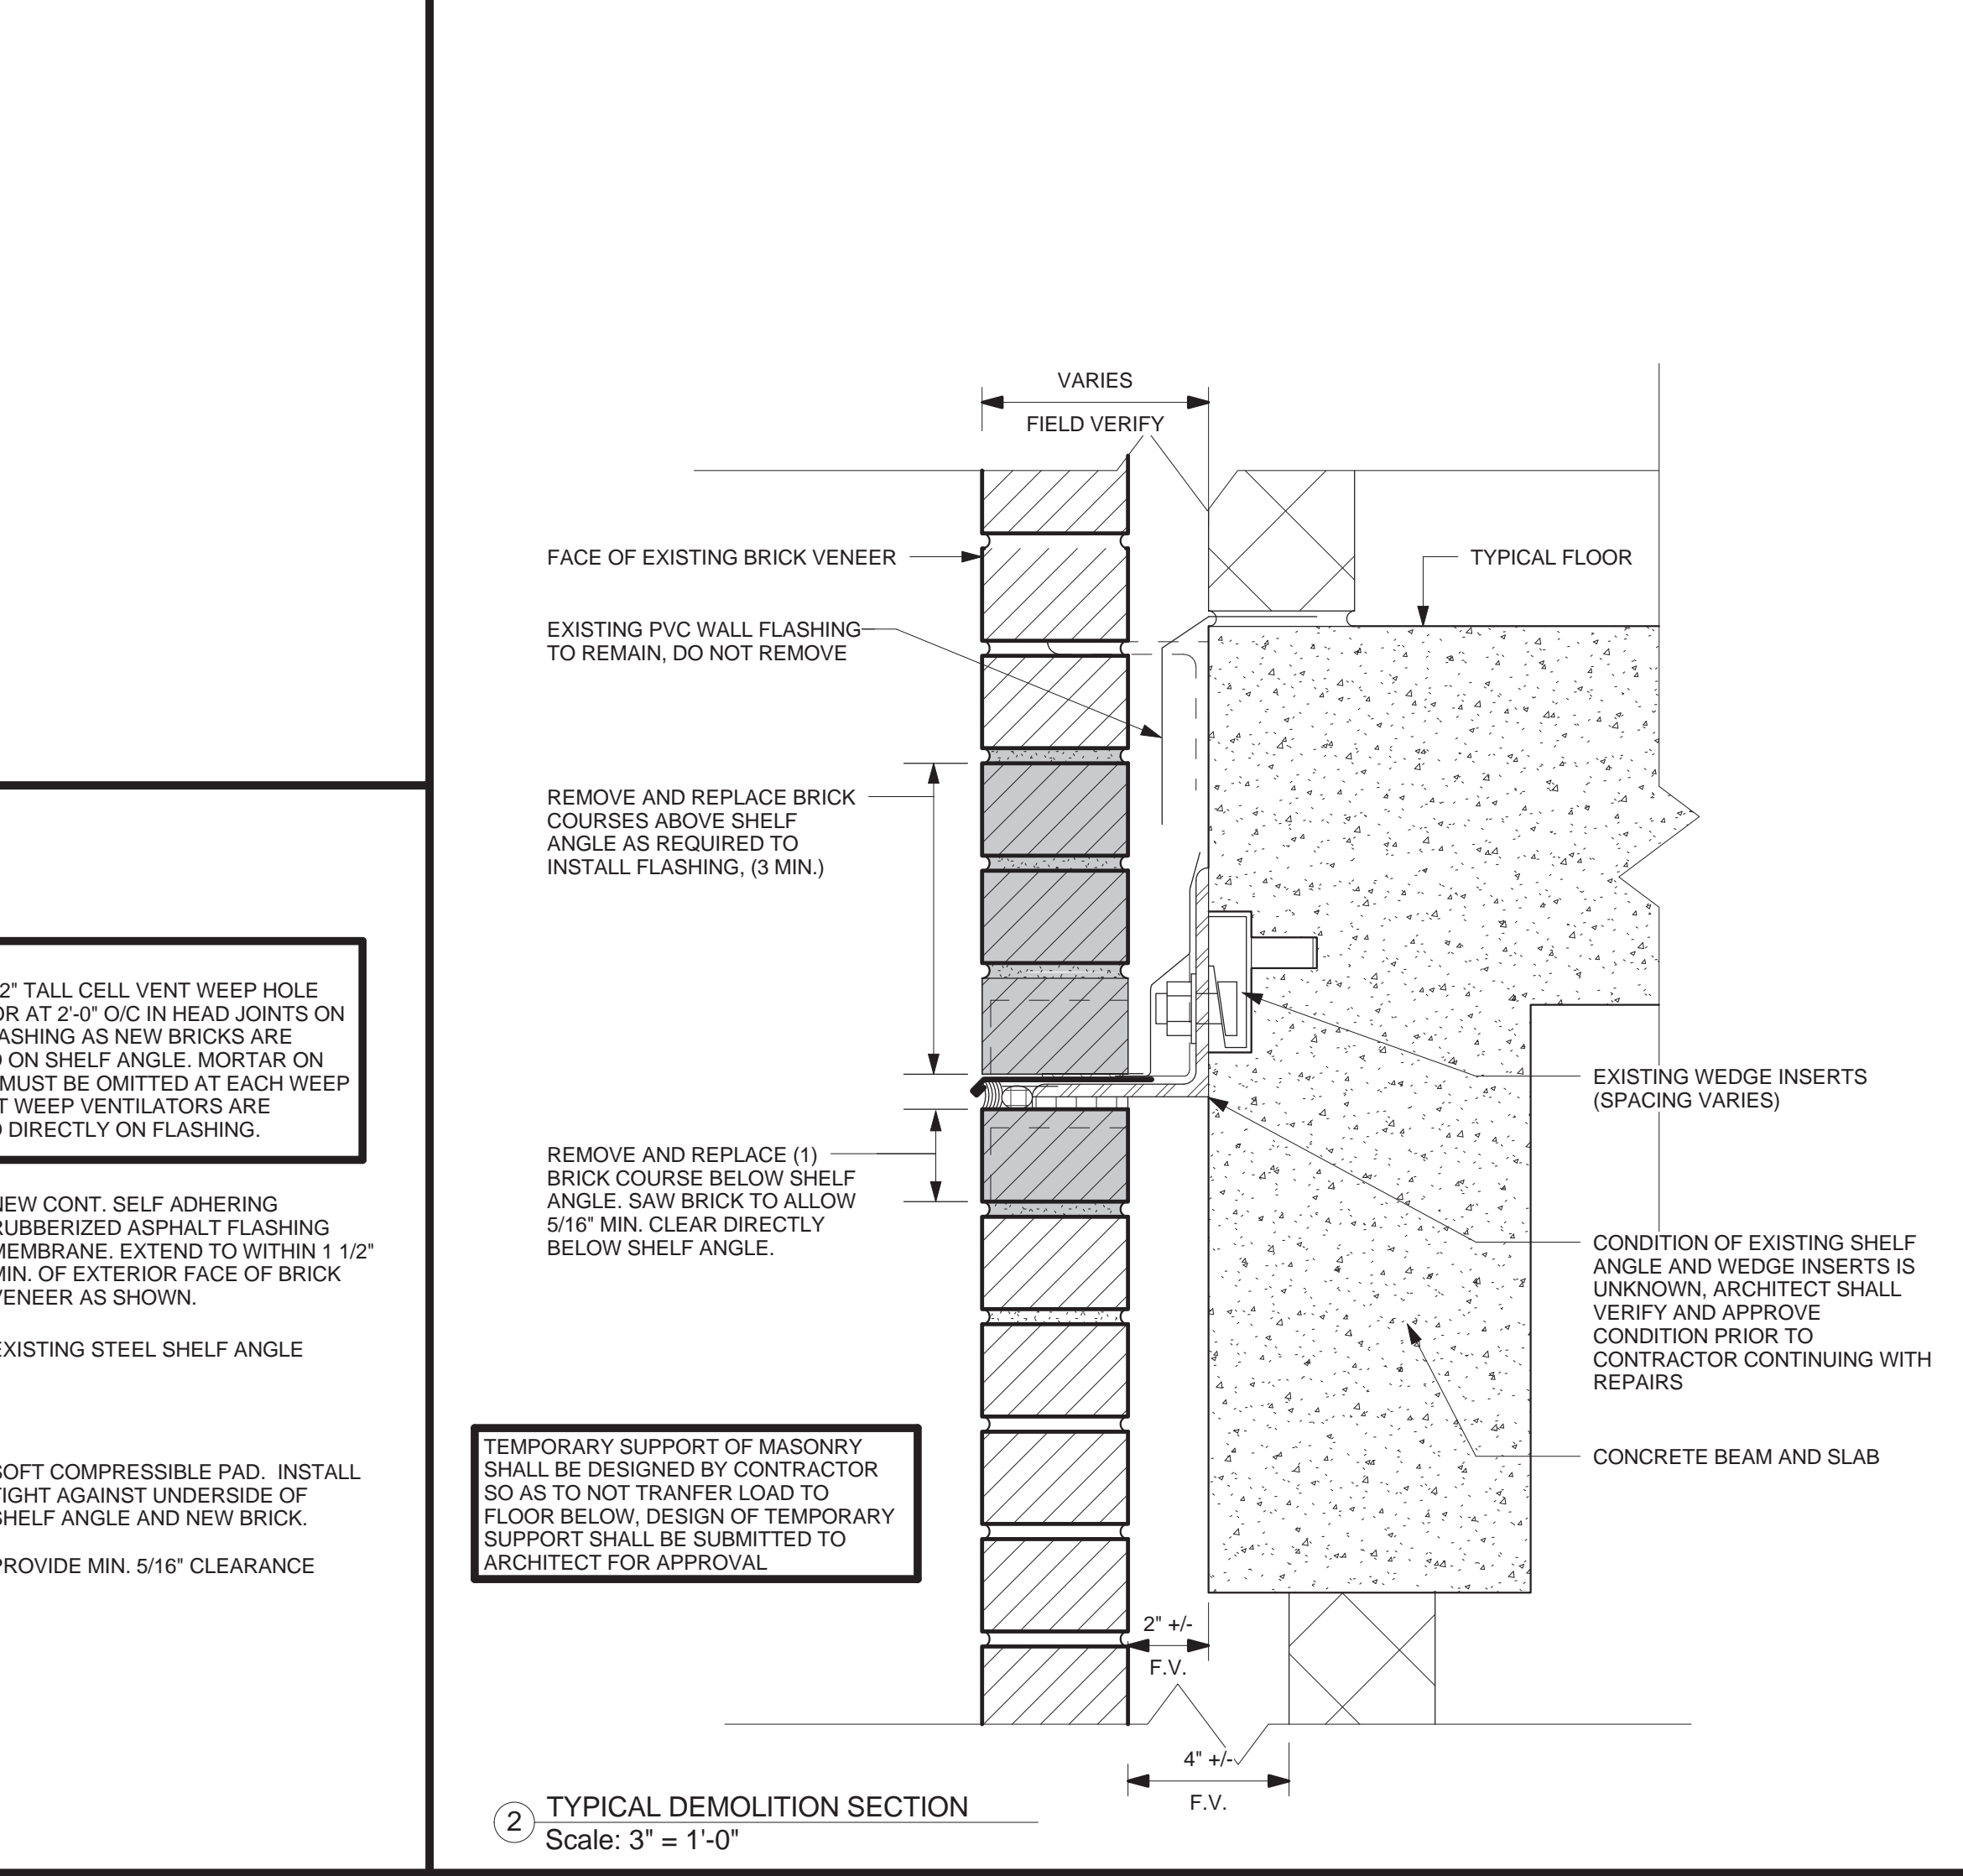 2" TALL CELL VENT WEEP HOLE
OR AT 2'-0" O/C IN HEAD JOINTS ON
ASHING AS NEW BRICKS ARE
ON SHELF ANGLE. MORTAR ON
MUST BE OMITTED AT EACH WEEP
T WEEP VENTILATORS ARE
DIRECTLY ON FLASHING.
NEW CONT. SELF ADHERING
RUBBERIZED ASPHALT FLASHING
MEMBRANE. EXTEND TO WITHIN 1 1/2"
MIN. OF EXTERIOR FACE OF BRICK
VENEER AS SHOWN.
EXISTING STEEL SHELF ANGLE
SOFT COMPRESSIBLE PAD. INSTALL
TIGHT AGAINST UNDERSIDE OF
SHELF ANGLE AND NEW BRICK.
PROVIDE MIN. 5/16" CLEARANCE
VARIES
FIELD VERIFY
FACE OF EXISTING BRICK VENEER
TYPICAL FLOOR
EXISTING PVC WALL FLASHING
TO REMAIN, DO NOT REMOVE
REMOVE AND REPLACE BRICK
COURSES ABOVE SHELF
ANGLE AS REQUIRED TO
INSTALL FLASHING, (3 MIN.)
EXISTING WEDGE INSERTS
(SPACING VARIES)
REMOVE AND REPLACE (1)
BRICK COURSE BELOW SHELF
ANGLE. SAW BRICK TO ALLOW
5/16" MIN. CLEAR DIRECTLY
BELOW SHELF ANGLE.
CONDITION OF EXISTING SHELF
ANGLE AND WEDGE INSERTS IS
UNKNOWN, ARCHITECT SHALL
VERIFY AND APPROVE
CONDITION PRIOR TO
CONTRACTOR CONTINUING WITH
REPAIRS
CONCRETE BEAM AND SLAB
TEMPORARY SUPPORT OF MASONRY
SHALL BE DESIGNED BY CONTRACTOR
SO AS TO NOT TRANFER LOAD TO
FLOOR BELOW, DESIGN OF TEMPORARY
SUPPORT SHALL BE SUBMITTED TO
ARCHITECT FOR APPROVAL
2" +/-
F.V.
4" +/-
F.V.
2
TYPICAL DEMOLITION SECTION
Scale: 3" = 1'-0"